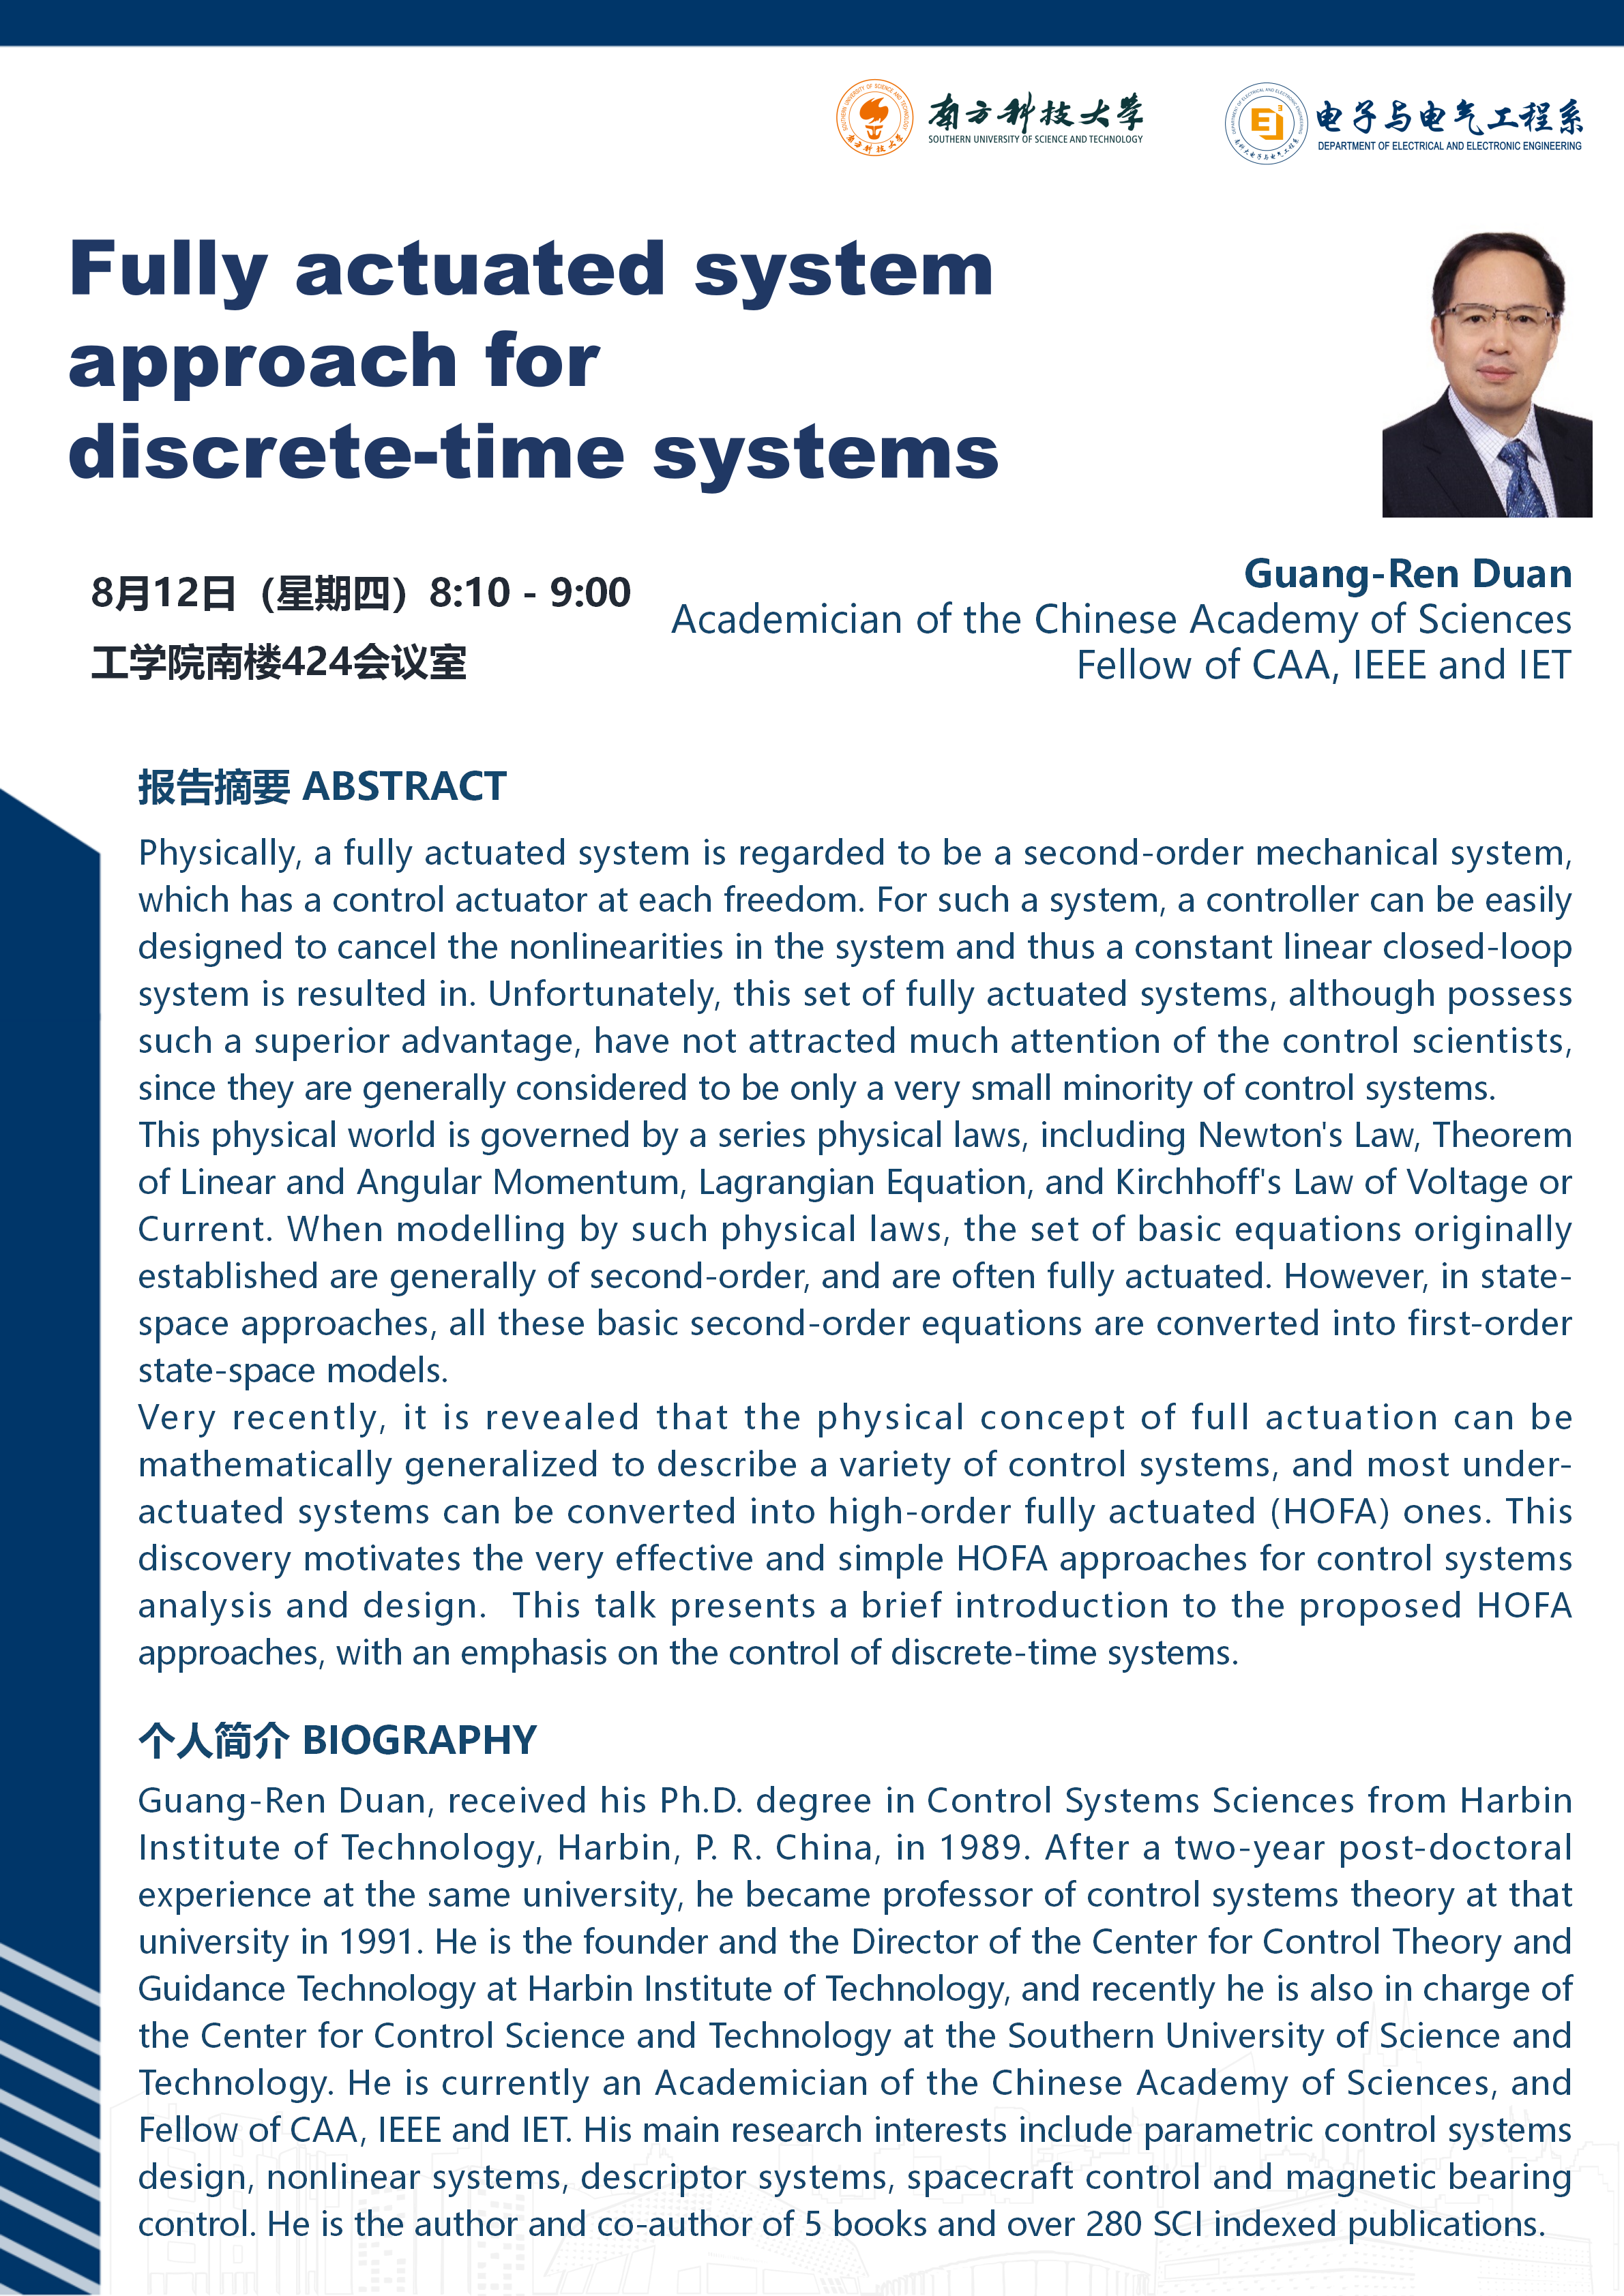 南方科技大学
SOUTHERN UNIVERSITY OF SCIENCE AND TECHNOLOGY
电子与电气工程系
DEPARTMENT OF ELECTRICAL AND ELECTRONIC ENGINEERING
Fully actuated system
approach for
discrete-time systems
8月12日（星期四）8:10 - 9:00
工学院南楼424会议室
Guang-Ren Duan
Academician of the Chinese Academy of Sciences
Fellow of CAA, IEEE and IET
报告摘要 ABSTRACT
Physically, a fully actuated system is regarded to be a second-order mechanical system,
which has a control actuator at each freedom. For such a system, a controller can be easily
designed to cancel the nonlinearities in the system and thus a constant linear closed-loop
system is resulted in. Unfortunately, this set of fully actuated systems, although possess
such a superior advantage, have not attracted much attention of the control scientists,
since they are generally considered to be only a very small minority of control systems.
This physical world is governed by a series physical laws, including Newton's Law, Theorem
of Linear and Angular Momentum, Lagrangian Equation, and Kirchhoff's Law of Voltage or
Current. When modelling by such physical laws, the set of basic equations originally
established are generally of second-order, and are often fully actuated. However, in state-
space approaches, all these basic second-order equations are converted into first-order
state-space models.
Very recently, it is revealed that the physical concept of full actuation can be
mathematically generalized to describe a variety of control systems, and most under-
actuated systems can be converted into high-order fully actuated (HOFA) ones. This
discovery motivates the very effective and simple HOFA approaches for control systems
analysis and design. This talk presents a brief introduction to the proposed HOFA
approaches, with an emphasis on the control of discrete-time systems.
个人简介 BIOGRAPHY
Guang-Ren Duan, received his Ph.D. degree in Control Systems Sciences from Harbin
Institute of Technology, Harbin, P. R. China, in 1989. After a two-year post-doctoral
experience at the same university, he became professor of control systems theory at that
university in 1991. He is the founder and the Director of the Center for Control Theory and
Guidance Technology at Harbin Institute of Technology, and recently he is also in charge of
the Center for Control Science and Technology at the Southern University of Science and
Technology. He is currently an Academician of the Chinese Academy of Sciences, and
Fellow of CAA, IEEE and IET. His main research interests include parametric control systems
design, nonlinear systems, descriptor systems, spacecraft control and magnetic bearing
control. He is the author and co-author of 5 books and over 280 SCI indexed publications.